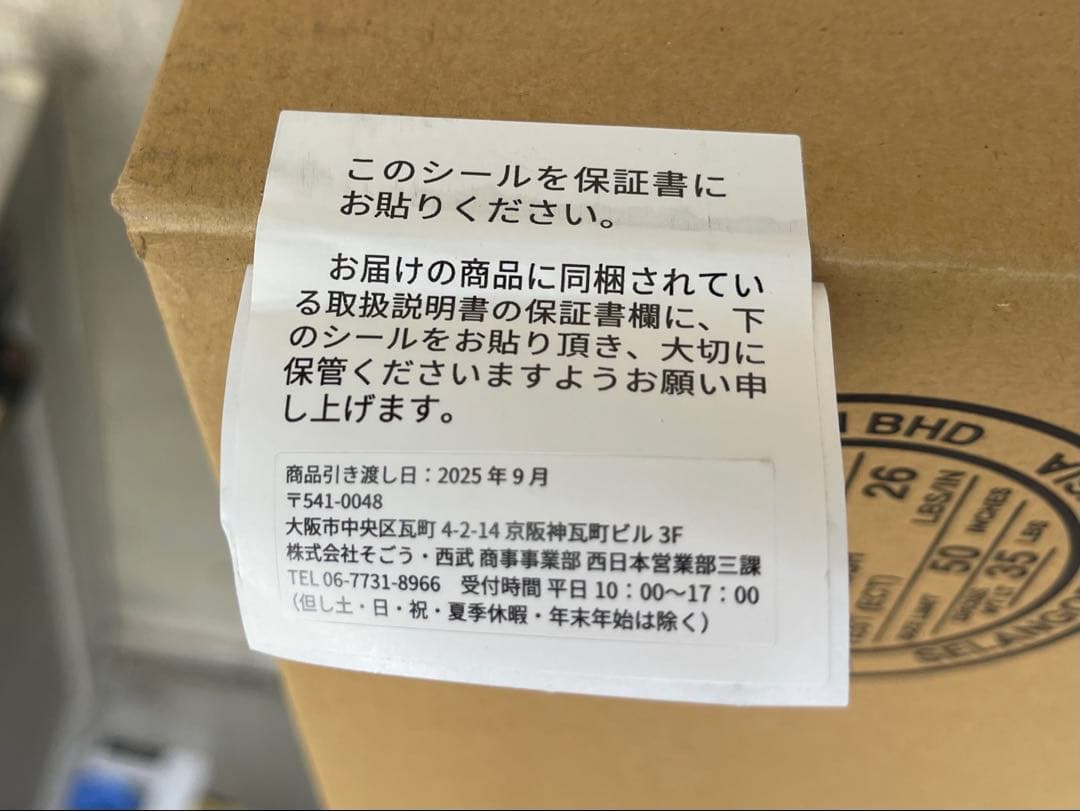 このシールを保証書に
お貼りください。
お届けの商品に同梱されてい
る取扱説明書の保証書欄に、下
のシールをお貼り頂き、大切に
保管くださいますようお願い申
し上げます。
商品引き渡し日：2025 年 9 月
〒541-0048
大阪市中央区瓦町 4-2-14 京阪神瓦町ビル 3F
株式会社そごう・西武 商事事業部 西日本営業部三課
TEL 06-7731-8966　受付時間 平日 10：00～17：00
（但し土・日・祝・夏季休暇・年末年始は除く）
BHD
26
LBS/IN
50
INCHES
35
LBS
(ECT)